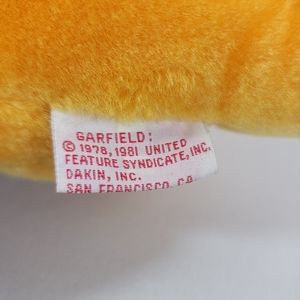 GARFIELD:
© 1978, 1981 UNITED
FEATURE SYNDICATE, INC.
DAKIN, INC.
SAN FRANCISCO, CA